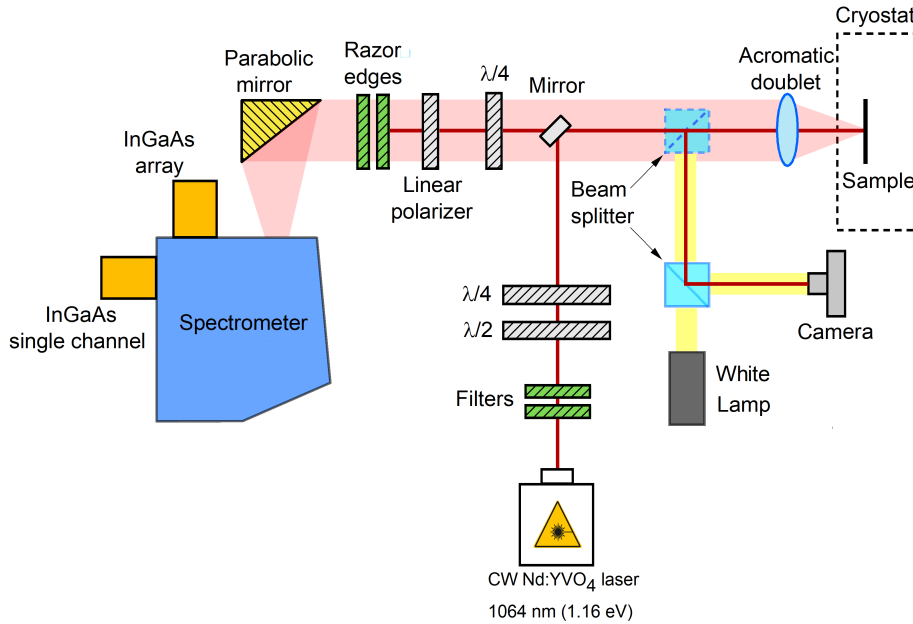 Cryostat
Parabolic
mirror
Razor
edges
λ/4
Mirror
Acromatic
doublet
InGaAs
array
Linear
polarizer
Beam
splitter
Sample
InGaAs
single channel
Spectrometer
λ/4
λ/2
Camera
Filters
White
Lamp
CW Nd:YVO4 laser
1064 nm (1.16 eV)